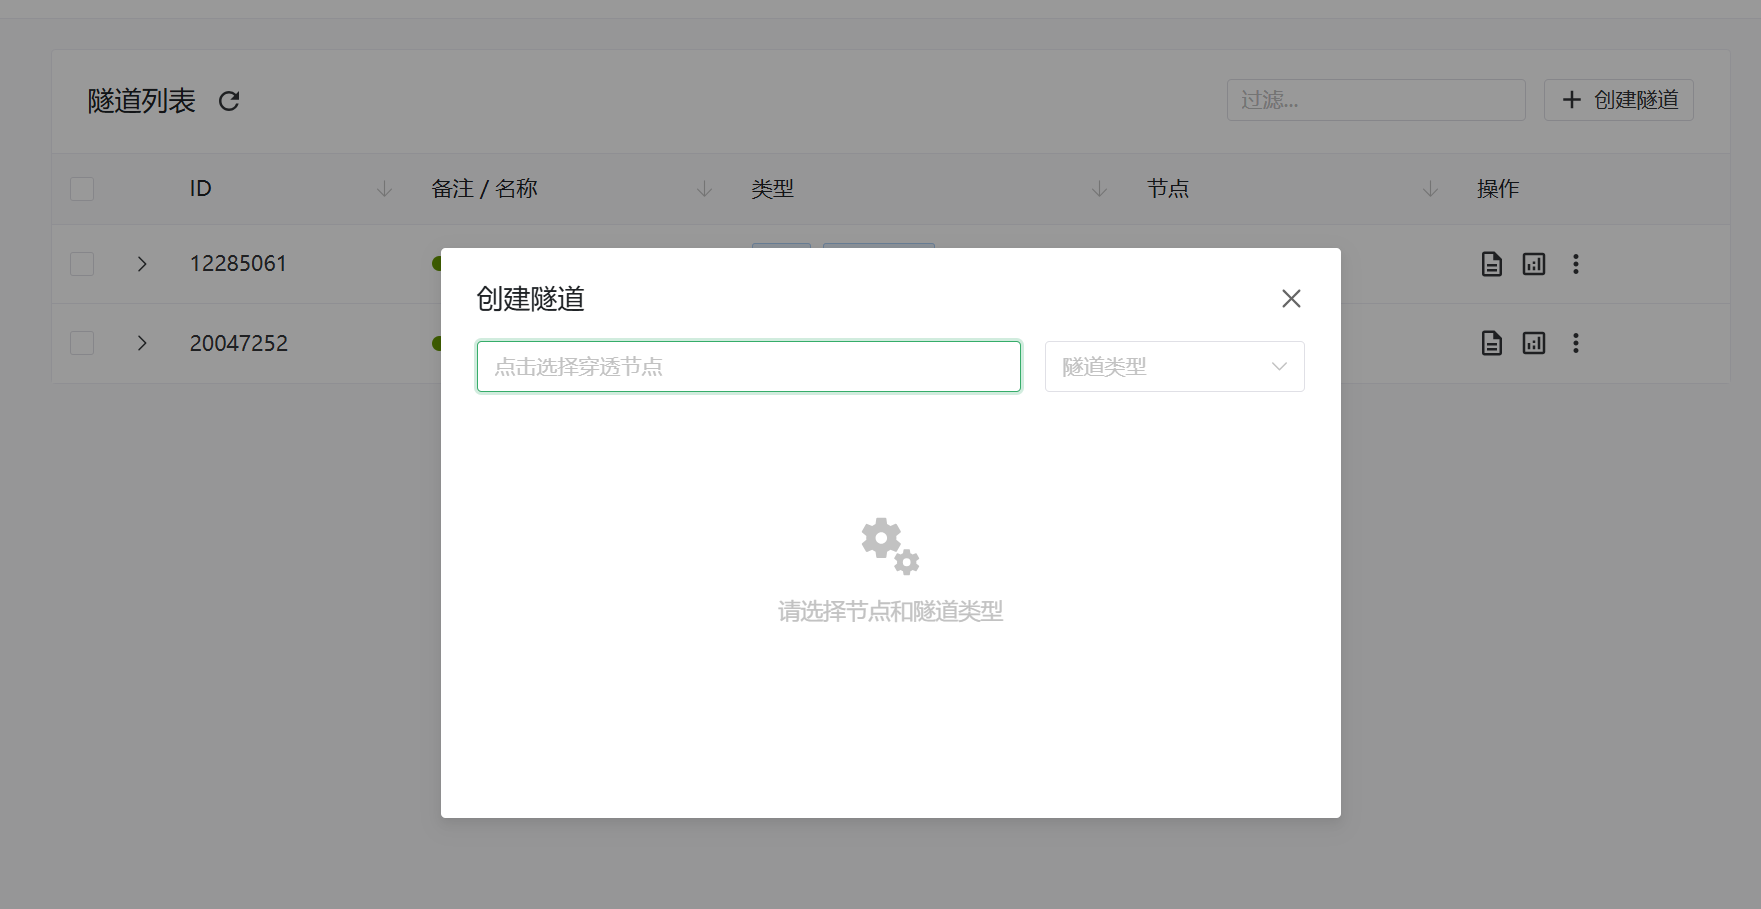 隧道列表
过滤...
创建隧道
ID
备注 / 名称
类型
节点
操作
12285061
20047252
创建隧道
点击选择穿透节点
隧道类型
请选择节点和隧道类型